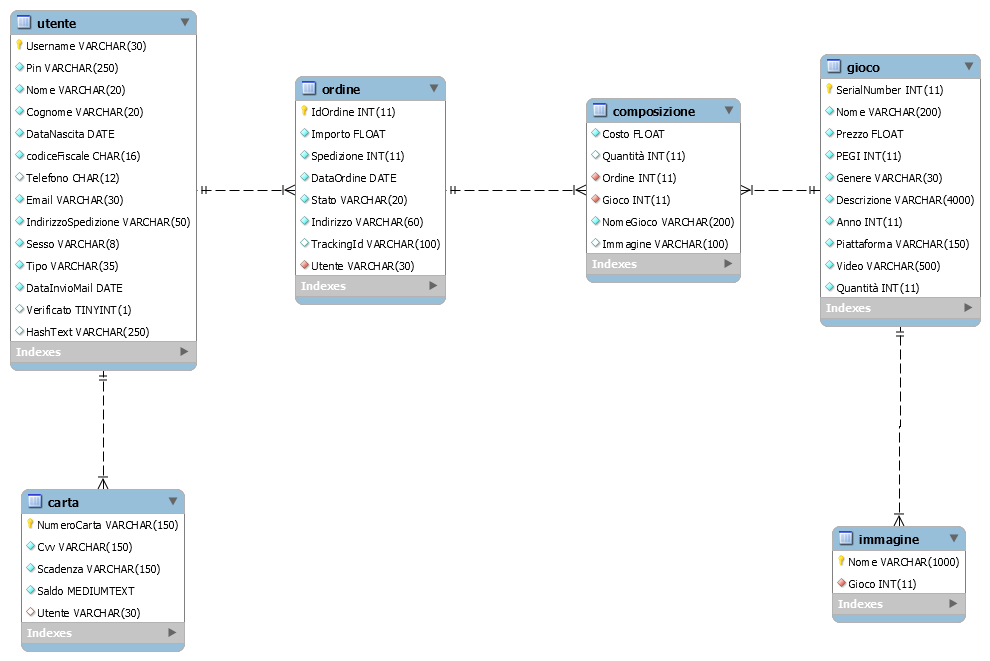 utente
Username VARCHAR(30)
Pin VARCHAR(250)
Nome VARCHAR(20)
Cognome VARCHAR(20)
DataNascita DATE
codiceFiscale CHAR(16)
Telefono CHAR(12)
Email VARCHAR(30)
IndirizzoSpedizione VARCHAR(50)
Sesso VARCHAR(8)
Tipo VARCHAR(35)
DataInvioMail DATE
Verificato TINYINT(1)
HashText VARCHAR(250)
Indexes
ordine
IdOrdine INT(11)
Importo FLOAT
Spedizione INT(11)
DataOrdine DATE
Stato VARCHAR(20)
Indirizzo VARCHAR(60)
TrackingId VARCHAR(100)
Utente VARCHAR(30)
Indexes
composizione
Costo FLOAT
Quantità INT(11)
Ordine INT(11)
Gioco INT(11)
NomeGioco VARCHAR(200)
Immagine VARCHAR(100)
Indexes
gioco
SerialNumber INT(11)
Nome VARCHAR(200)
Prezzo FLOAT
PEGI INT(11)
Genere VARCHAR(30)
Descrizione VARCHAR(4000)
Anno INT(11)
Piattaforma VARCHAR(150)
Video VARCHAR(500)
Quantità INT(11)
Indexes
carta
NumeroCarta VARCHAR(150)
Cvv VARCHAR(150)
Scadenza VARCHAR(150)
Saldo MEDIUMTEXT
Utente VARCHAR(30)
Indexes
immagine
Nome VARCHAR(1000)
Gioco INT(11)
Indexes